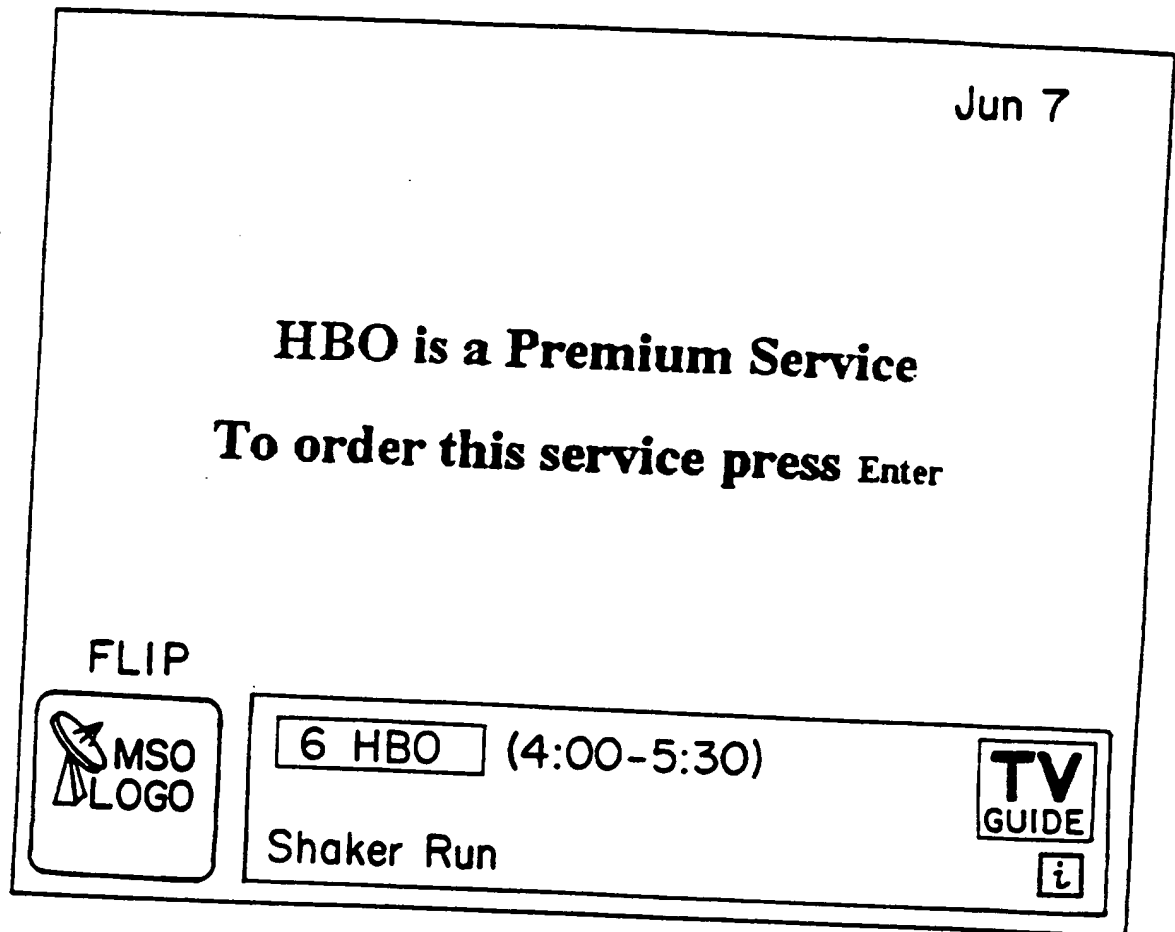 Jun 7
HBO is a Premium Service
To order this service press Enter
FLIP
MSO
LOGO
6 HBO (4:00-5:30)
Shaker Run
TV
GUIDE
i